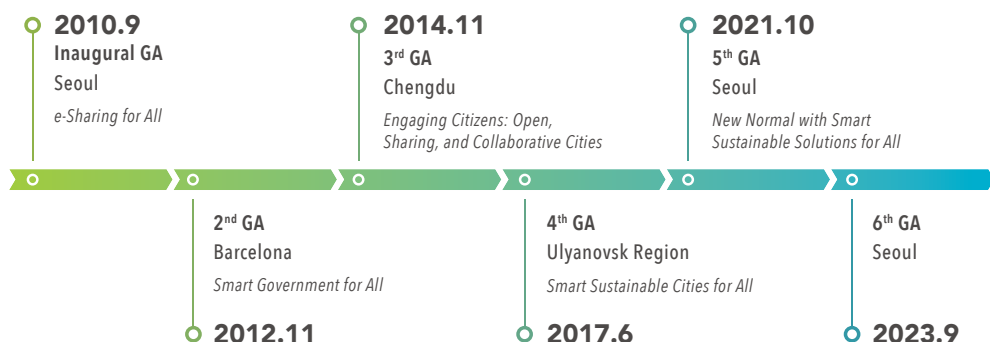 2010.9
Inaugural GA
Seoul
e-Sharing for All
2014.11
3rd GA
Chengdu
Engaging Citizens: Open,
Sharing, and Collaborative Cities
2021.10
5th GA
Seoul
New Normal with Smart
Sustainable Solutions for All
2nd GA
Barcelona
Smart Government for All
2012.11
4th GA
Ulyanovsk Region
Smart Sustainable Cities for All
2017.6
6th GA
Seoul
2023.9